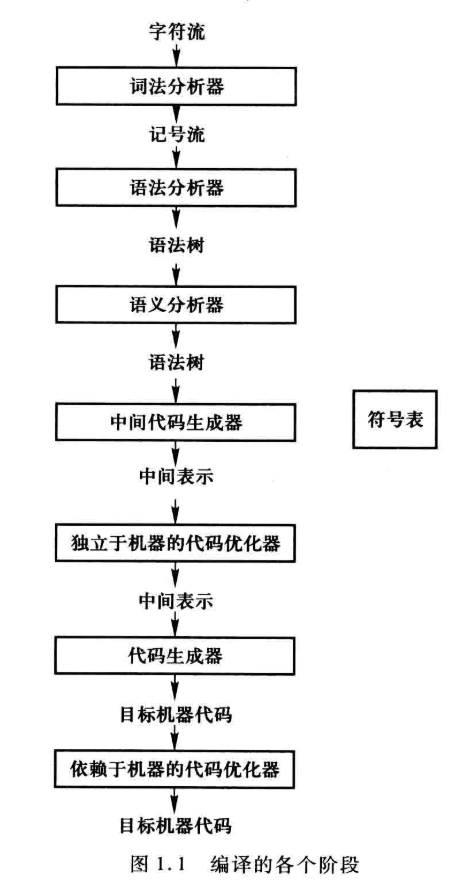 字符流
词法分析器
记号流
语法分析器
语法树
语义分析器
语法树
中间代码生成器
符号表
中间表示
独立于机器的代码优化器
中间表示
代码生成器
目标机器代码
依赖于机器的代码优化器
目标机器代码
图 1.1 编译的各个阶段